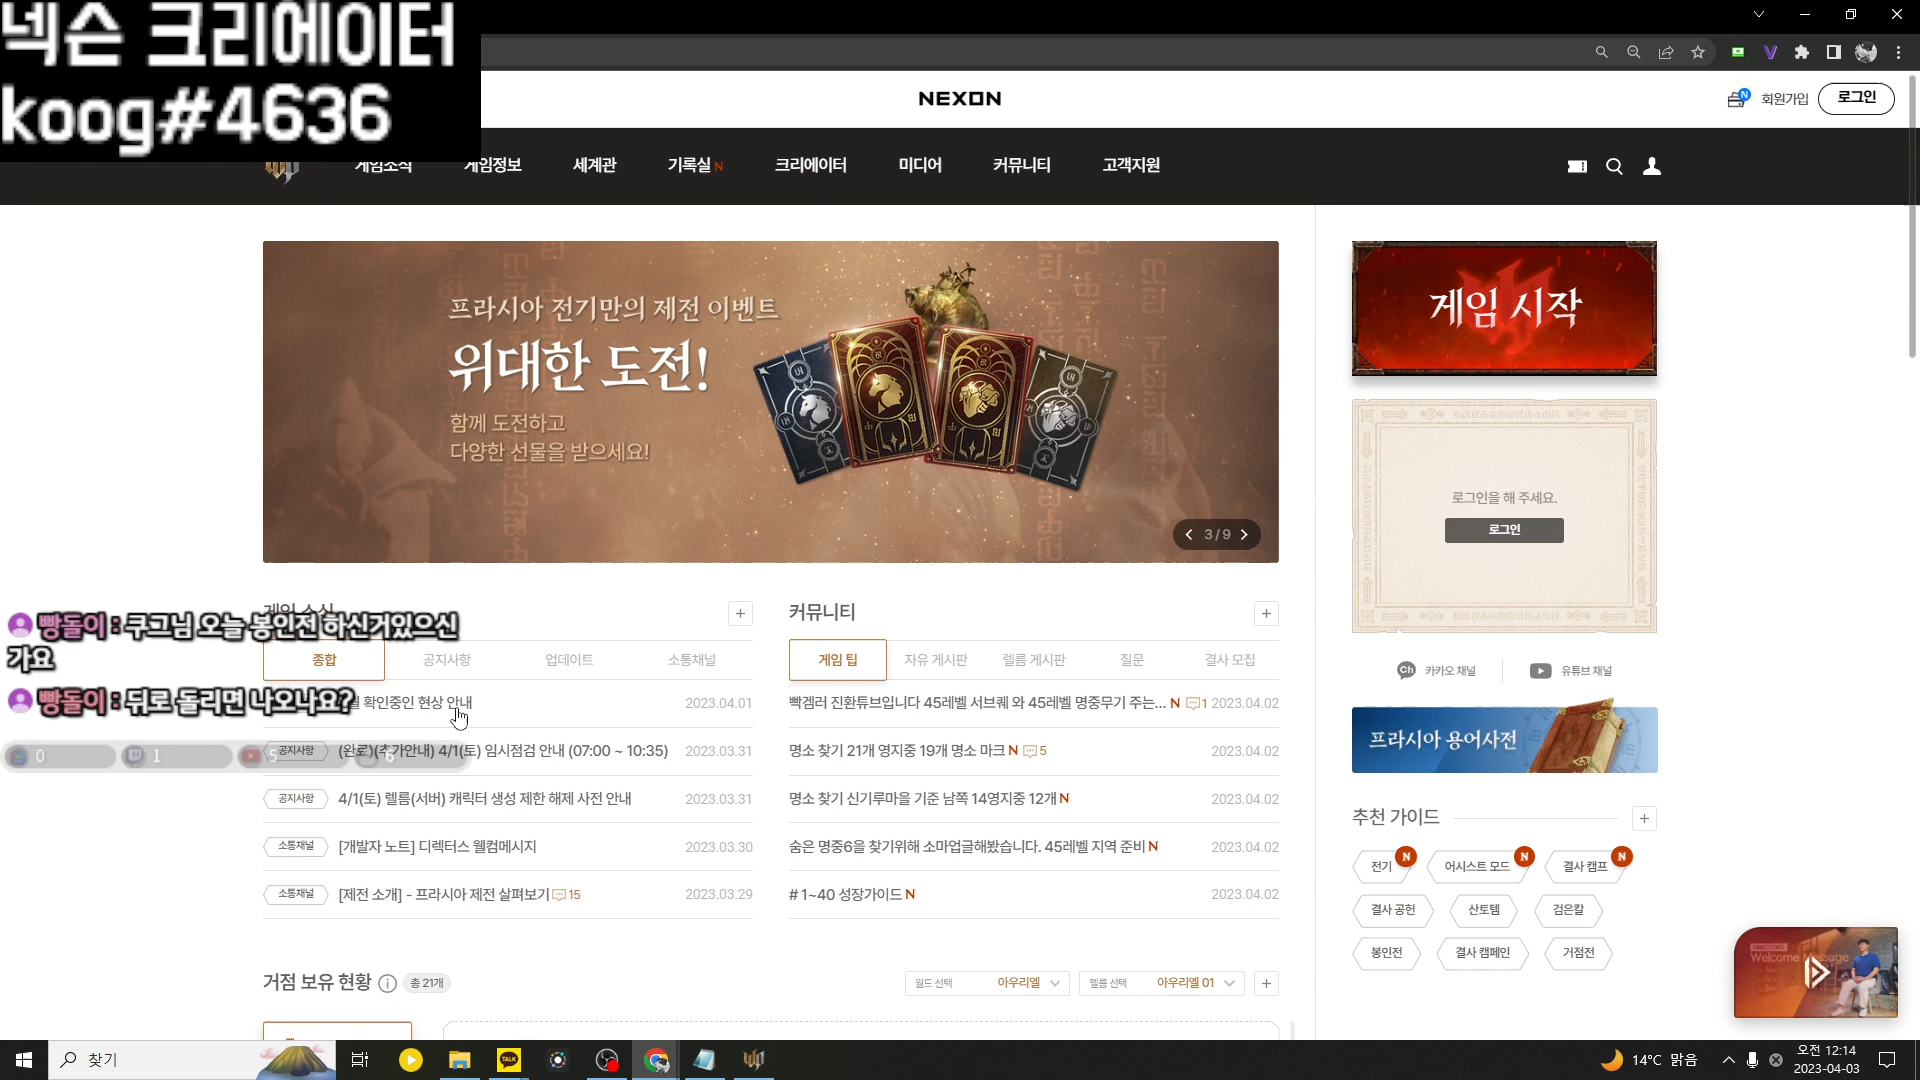 넥슨 크리에이터
koog#4636
NEXON
N
회원가입
로그인
게임소식
게임정보
세계관
기록실 N
크리에이터
미디어
커뮤니티
고객지원
프라시아 전기만의 제전 이벤트
위대한 도전!
함께 도전하고
다양한 선물을 받으세요!
3/9
게임 시작
로그인을 해 주세요.
로그인
Ch 카카오 채널
유튜브 채널
프라시아 용어사전
게임 소식
+
빵돌이 : 쿠그님 오늘 봉인전 하신거있으신
가요
종합
공지사항
업데이트
소통채널
빵돌이 : 뒤로 돌리면 나오나요?
확인중인 현상 안내 2023.04.01
0
1
5
6
공지사항 (완료)(추가안내) 4/1(토) 임시점검 안내 (07:00 ~ 10:35) 2023.03.31
공지사항 4/1(토) 렐름(서버) 캐릭터 생성 제한 해제 사전 안내 2023.03.31
소통채널 [개발자 노트] 디렉터스 웰컴메시지 2023.03.30
소통채널 [제전 소개] - 프라시아 제전 살펴보기 15 2023.03.29
커뮤니티
+
게임 팁
자유 게시판
렐름 게시판
질문
결사 모집
빡겜러 진환튜브입니다 45레벨 서브퀘 와 45레벨 명중무기 주는... N 1 2023.04.02
명소 찾기 21개 영지중 19개 명소 마크 N 5 2023.04.02
명소 찾기 신기루마을 기준 남쪽 14영지중 12개 N 2023.04.02
숨은 명중6을 찾기위해 소마업글해봤습니다. 45레벨 지역 준비 N 2023.04.02
# 1~40 성장가이드 N 2023.04.02
추천 가이드
+
전기 N
어시스트 모드 N
결사 캠프 N
결사 공헌
산토템
검은칼
봉인전
결사 캠페인
거점전
거점 보유 현황 i 총 21개
월드 선택 아우리엘
렐름 선택 아우리엘 01
+
DIRECTOR'S
Welcome Message
찾기
TALK
14°C 맑음
오전 12:14
2023-04-03